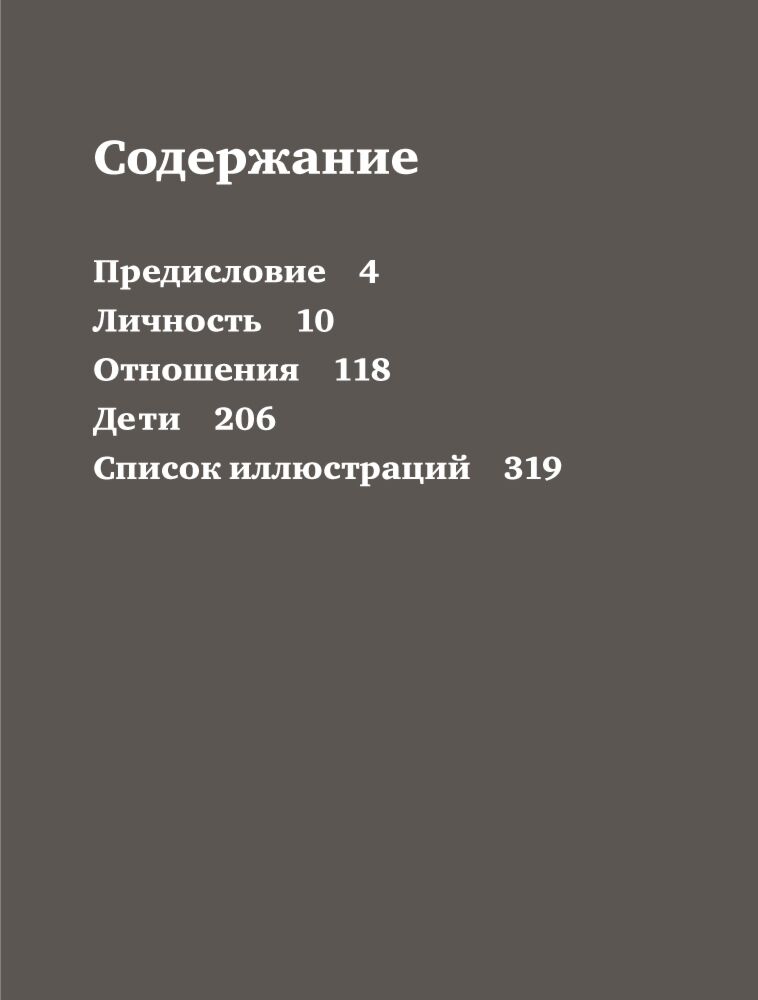 Содержание
Предисловие 4
Личность 10
Отношения 118
Дети 206
Список иллюстраций 319